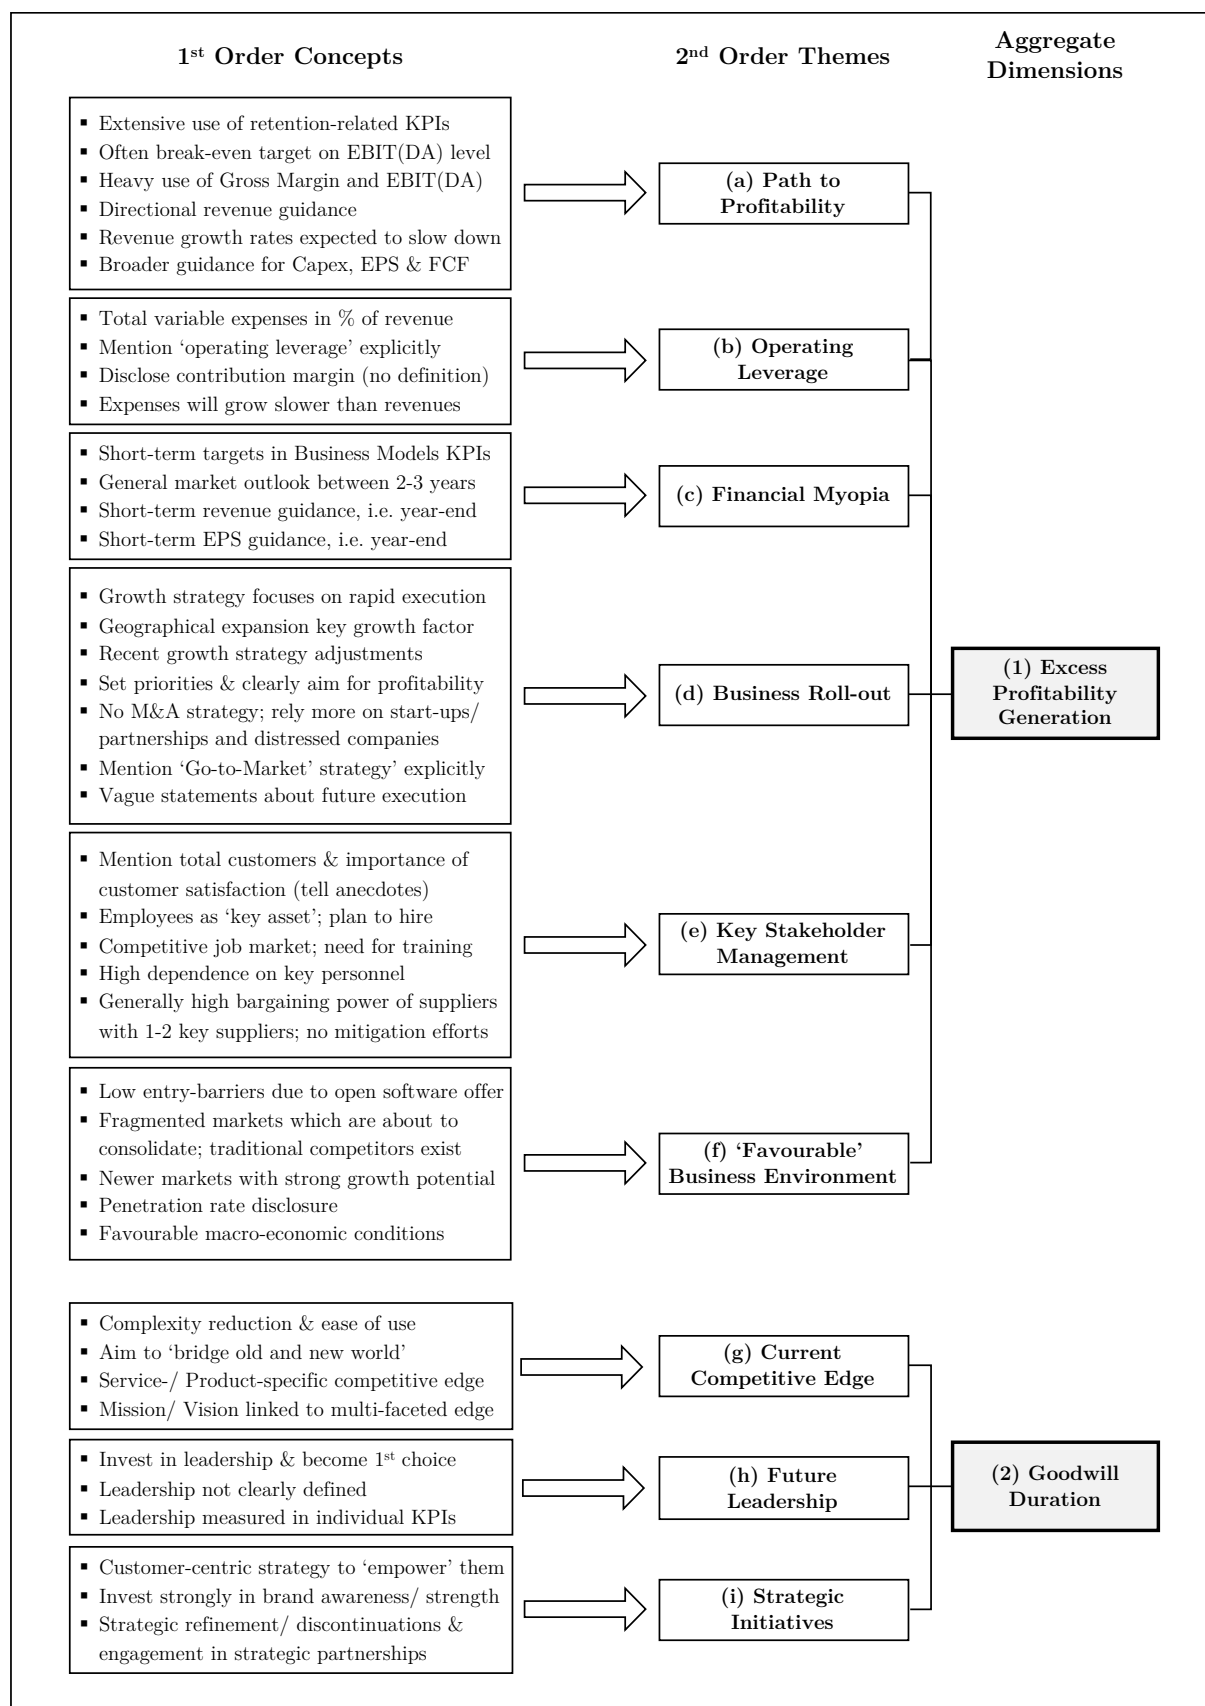 1st Order Concepts
2nd Order Themes
Aggregate
Dimensions
▪ Extensive use of retention-related KPIs
▪ Often break-even target on EBIT(DA) level
▪ Heavy use of Gross Margin and EBIT(DA)
▪ Directional revenue guidance
▪ Revenue growth rates expected to slow down
▪ Broader guidance for Capex, EPS & FCF
(a) Path to
Profitability
▪ Total variable expenses in % of revenue
▪ Mention ‘operating leverage’ explicitly
▪ Disclose contribution margin (no definition)
▪ Expenses will grow slower than revenues
(b) Operating
Leverage
▪ Short-term targets in Business Models KPIs
▪ General market outlook between 2-3 years
▪ Short-term revenue guidance, i.e. year-end
▪ Short-term EPS guidance, i.e. year-end
(c) Financial Myopia
▪ Growth strategy focuses on rapid execution
▪ Geographical expansion key growth factor
▪ Recent growth strategy adjustments
▪ Set priorities & clearly aim for profitability
▪ No M&A strategy; rely more on start-ups/
partnerships and distressed companies
▪ Mention ‘Go-to-Market’ strategy’ explicitly
▪ Vague statements about future execution
(d) Business Roll-out
(1) Excess
Profitability
Generation
▪ Mention total customers & importance of
customer satisfaction (tell anecdotes)
▪ Employees as ‘key asset’; plan to hire
▪ Competitive job market; need for training
▪ High dependence on key personnel
▪ Generally high bargaining power of suppliers
with 1-2 key suppliers; no mitigation efforts
(e) Key Stakeholder
Management
▪ Low entry-barriers due to open software offer
▪ Fragmented markets which are about to
consolidate; traditional competitors exist
▪ Newer markets with strong growth potential
▪ Penetration rate disclosure
▪ Favourable macro-economic conditions
(f) ‘Favourable’
Business Environment
▪ Complexity reduction & ease of use
▪ Aim to ‘bridge old and new world’
▪ Service-/ Product-specific competitive edge
▪ Mission/ Vision linked to multi-faceted edge
(g) Current
Competitive Edge
▪ Invest in leadership & become 1st choice
▪ Leadership not clearly defined
▪ Leadership measured in individual KPIs
(h) Future
Leadership
(2) Goodwill
Duration
▪ Customer-centric strategy to ‘empower’ them
▪ Invest strongly in brand awareness/ strength
▪ Strategic refinement/ discontinuations &
engagement in strategic partnerships
(i) Strategic
Initiatives